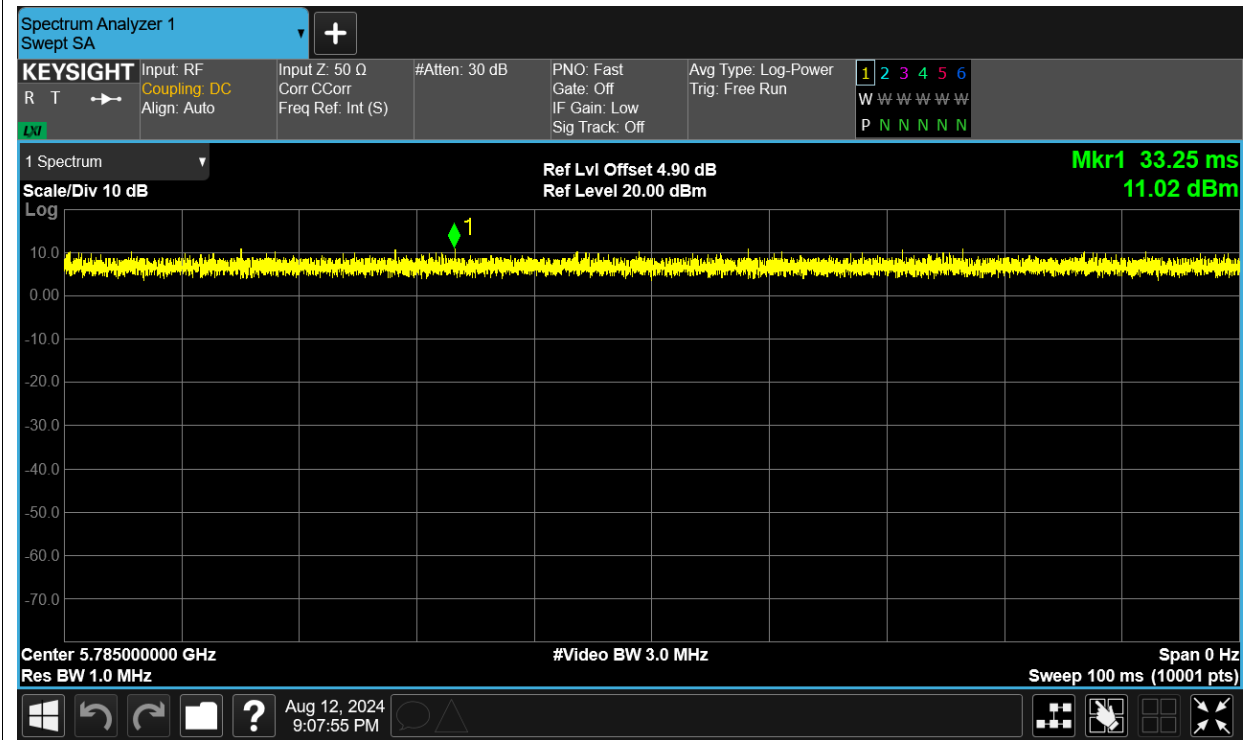 Spectrum Analyzer 1
Swept SA
KEYSIGHT
R T
LXI
Input: RF
Coupling: DC
Align: Auto
Input Z: 50 Ω
Corr CCorr
Freq Ref: Int (S)
#Atten: 30 dB
PNO: Fast
Gate: Off
IF Gain: Low
Sig Track: Off
Avg Type: Log-Power
Trig: Free Run
1 2 3 4 5 6
W W W W W W
P N N N N N
1 Spectrum
Scale/Div 10 dB
Ref Lvl Offset 4.90 dB
Ref Level 20.00 dBm
Mkr1 33.25 ms
11.02 dBm
Log
1
10.0
0.00
-10.0
-20.0
-30.0
-40.0
-50.0
-60.0
-70.0
Center 5.785000000 GHz
Res BW 1.0 MHz
#Video BW 3.0 MHz
Span 0 Hz
Sweep 100 ms (10001 pts)
?
Aug 12, 2024
9:07:55 PM